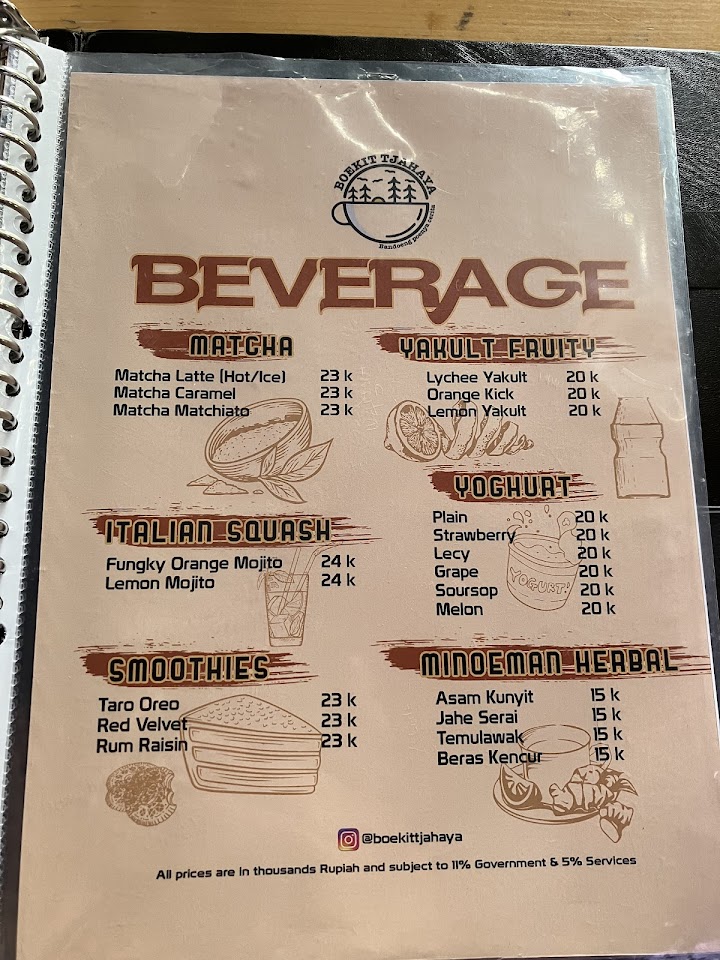 BOEKIT TJAHAYA
Bandoeng poenya cerita
BEVERAGE
MATCHA
Matcha Latte (Hot/Ice) 23 k
Matcha Caramel 23 k
Matcha Matchiato 23 k
ITALIAN SQUASH
Fungky Orange Mojito 24 k
Lemon Mojito 24 k
SMOOTHIES
Taro Oreo 23 k
Red Velvet 23 k
Rum Raisin 23 k
YAKULT FRUITY
Lychee Yakult 20 k
Orange Kick 20 k
Lemon Yakult 20 k
YOGHURT
Plain 20 k
Strawberry 20 k
Lecy 20 k
Grape 20 k
Soursop 20 k
Melon 20 k
YOGURT!
MINOEMAN HERBAL
Asam Kunyit 15 k
Jahe Serai 15 k
Temulawak 15 k
Beras Kencur 15 k
@boekittjahaya
All prices are in thousands Rupiah and subject to 11% Government & 5% Services